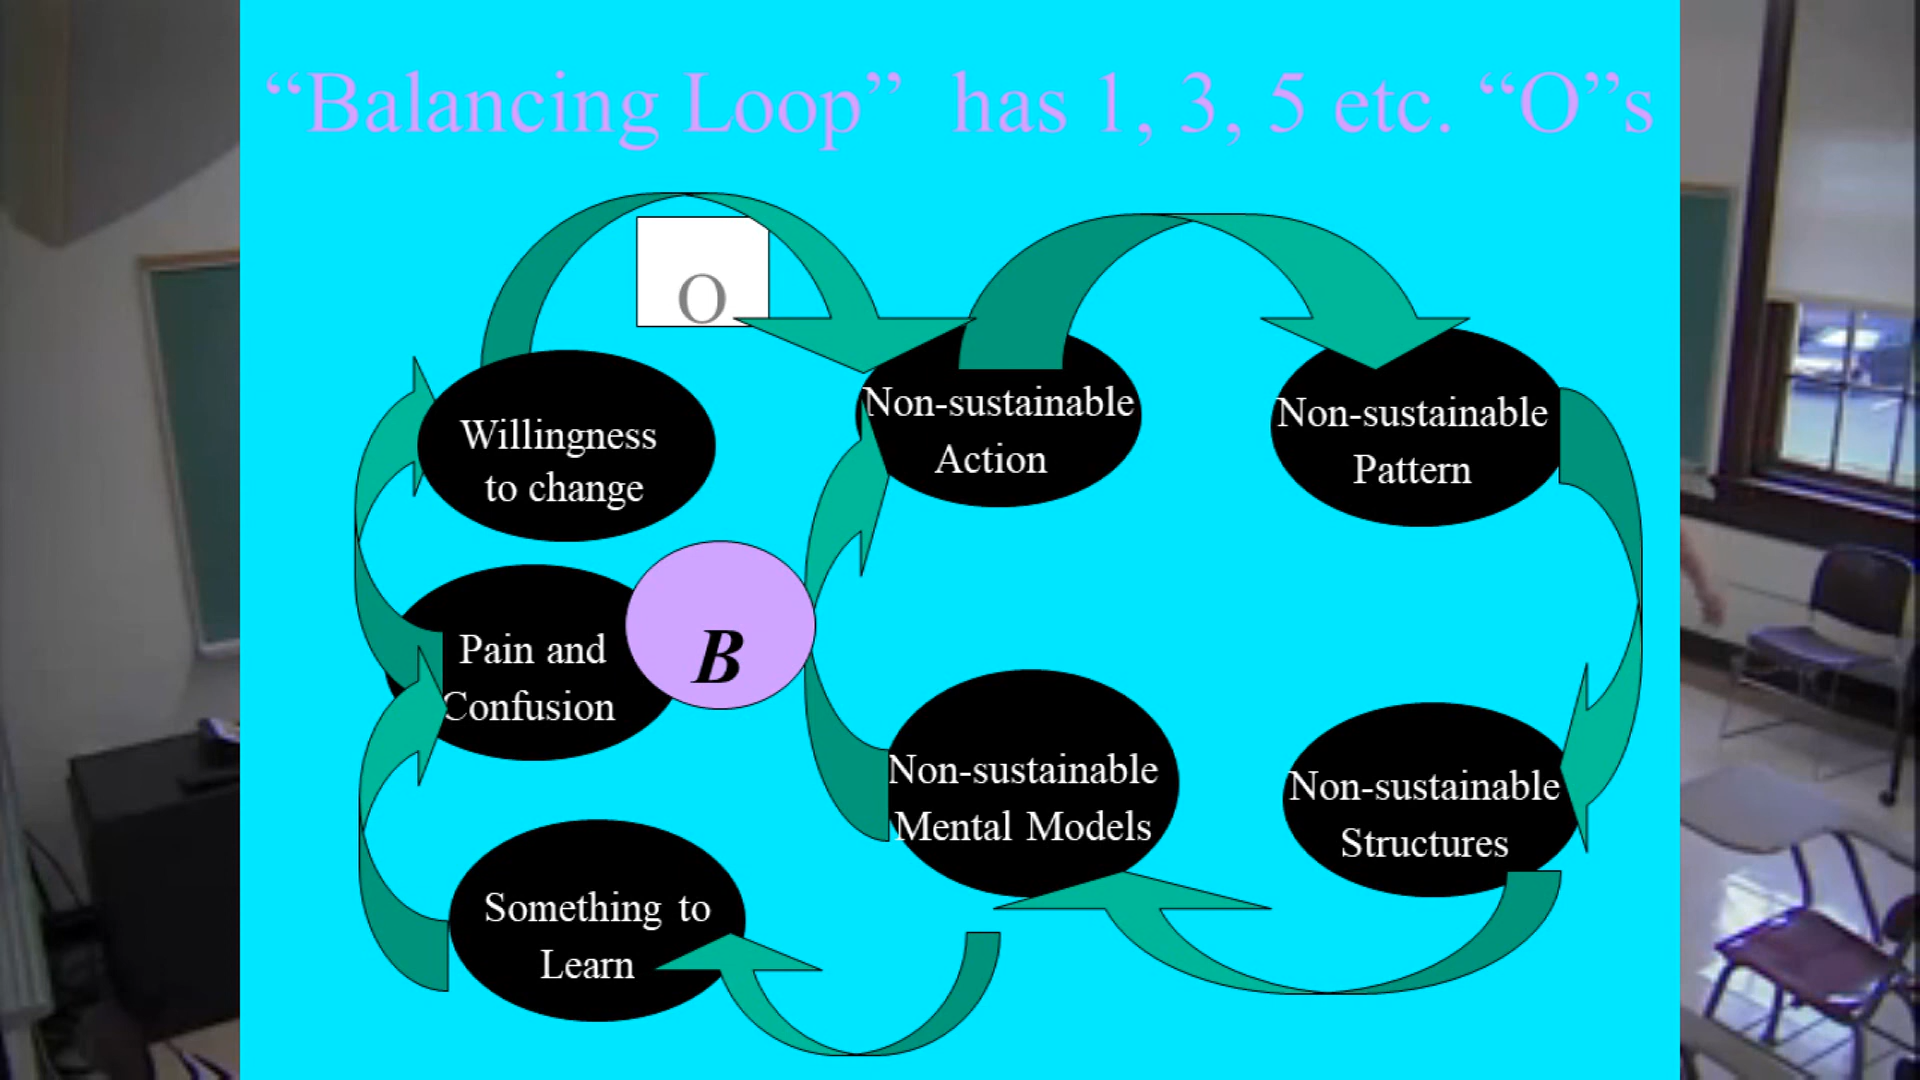 “Balancing Loop” has 1, 3, 5 etc. “O”s
O
Willingness
to change
Non-sustainable
Action
Non-sustainable
Pattern
Pain and
Confusion
B
Non-sustainable
Mental Models
Non-sustainable
Structures
Something to
Learn